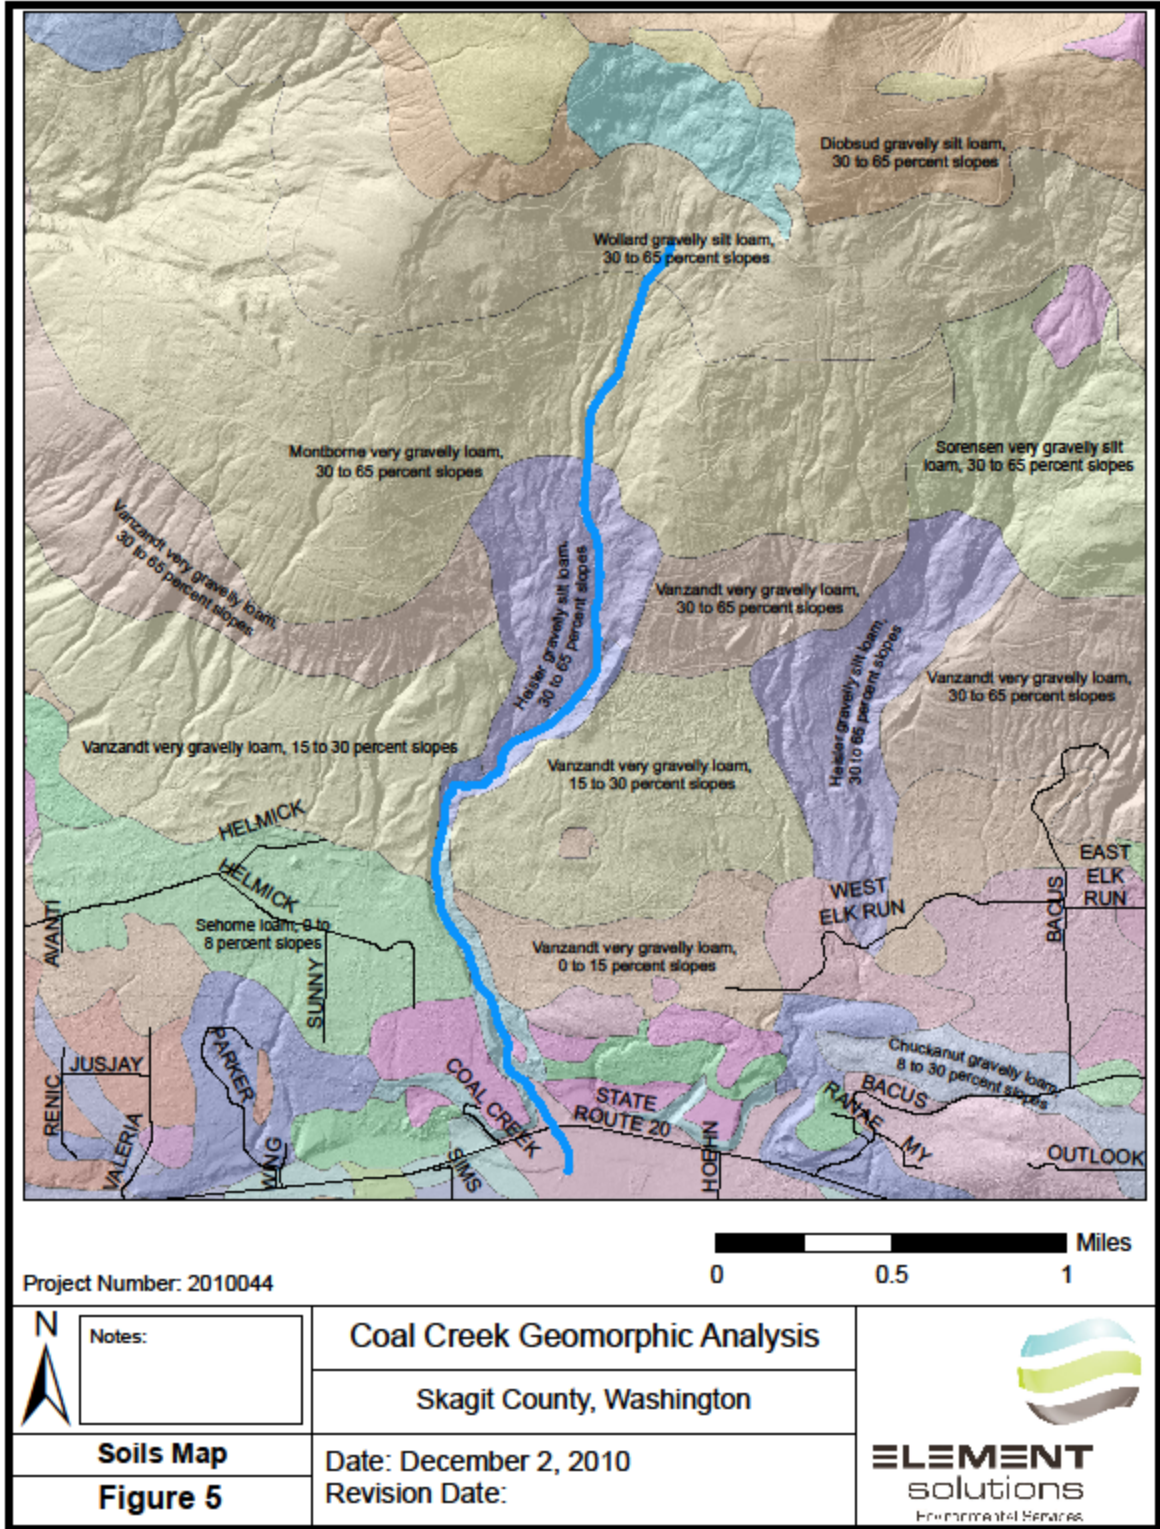 Diobsud gravelly silt loam,
30 to 65 percent slopes
Wollard gravelly silt loam,
30 to 65 percent slopes
Montborne very gravelly loam,
30 to 65 percent slopes
Sorensen very gravelly silt
loam, 30 to 65 percent slopes
Vanzandt very gravelly loam,
30 to 65 percent slopes
Heisler gravelly silt loam,
30 to 65 percent slopes
Vanzandt very gravelly loam,
30 to 65 percent slopes
Heisler gravelly silt loam,
30 to 65 percent slopes
Vanzandt very gravelly loam,
30 to 65 percent slopes
Vanzandt very gravelly loam, 15 to 30 percent slopes
Vanzandt very gravelly loam,
15 to 30 percent slopes
HELMICK
HELMICK
EAST
ELK
RUN
WEST
ELK RUN
BACUS
AVANTI
Sehome loam, 0 to
8 percent slopes
SUNNY
Vanzandt very gravelly loam,
0 to 15 percent slopes
Chuckanut gravelly loam,
8 to 30 percent slopes
JUSJAY
RENIC
VALERIA
PARKER
WNG
COAL CREEK
SIMS
STATE
ROUTE 20
HOEHN
RANAE
BACUS
MY
OUTLOOK
Miles
0 0.5 1
Project Number: 2010044
N
Notes:
Soils Map
Figure 5
Coal Creek Geomorphic Analysis
Skagit County, Washington
Date: December 2, 2010
Revision Date:
ELEMENT
solutions
Environmental Services